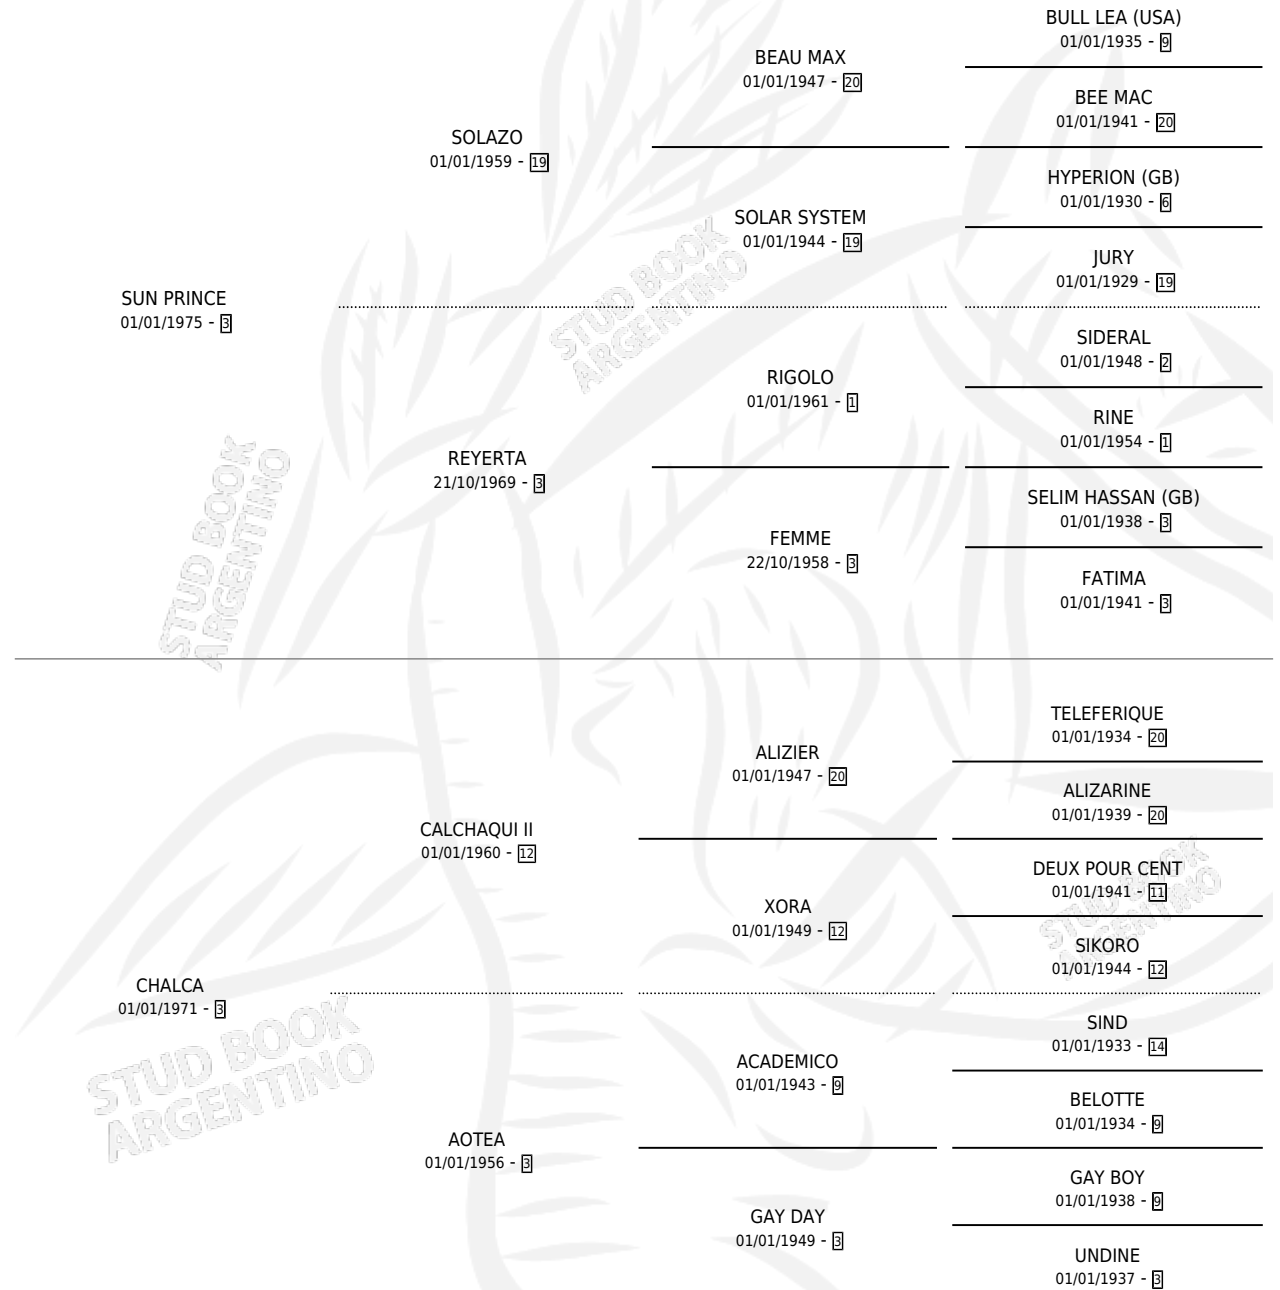 BULL LEA (USA)
01/01/1935 - 9
BEAU MAX
01/01/1947 - 20
BEE MAC
01/01/1941 - 20
SOLAZO
01/01/1959 - 19
HYPERION (GB)
01/01/1930 - 6
SOLAR SYSTEM
01/01/1944 - 19
JURY
01/01/1929 - 19
SUN PRINCE
01/01/1975 - 3
SIDERAL
01/01/1948 - 2
RIGOLO
01/01/1961 - 1
RINE
01/01/1954 - 1
REYERTA
21/10/1969 - 3
SELIM HASSAN (GB)
01/01/1938 - 3
FEMME
22/10/1958 - 3
FATIMA
01/01/1941 - 3
TELEFERIQUE
01/01/1934 - 20
ALIZIER
01/01/1947 - 20
ALIZARINE
01/01/1939 - 20
CALCHAQUI II
01/01/1960 - 12
DEUX POUR CENT
01/01/1941 - 11
XORA
01/01/1949 - 12
SIKORO
01/01/1944 - 12
CHALCA
01/01/1971 - 3
SIND
01/01/1933 - 14
ACADEMICO
01/01/1943 - 9
BELOTTE
01/01/1934 - 9
AOTEA
01/01/1956 - 3
GAY BOY
01/01/1938 - 9
GAY DAY
01/01/1949 - 3
UNDINE
01/01/1937 - 3
STUD BOOK
ARGENTINO
STUD BOOK
ARGENTINO
STUD BOOK
ARGENTINO
STUD BOOK
ARGENTINO